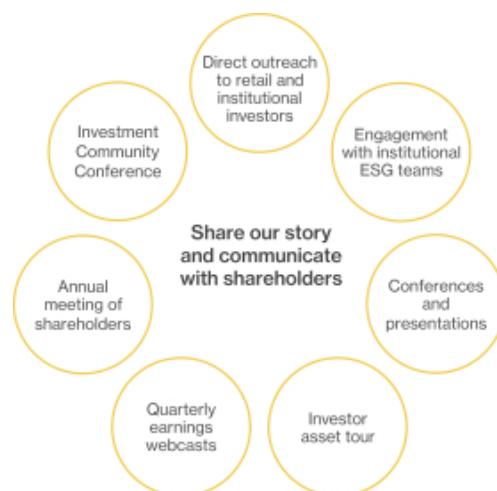 Direct outreach
to retail and
institutional
investors
Engagement
with institutional
ESG teams
Conferences
and
presentations
Investor
asset tour
Quarterly
earnings
webcasts
Annual
meeting of
shareholders
Investment
Community
Conference
Share our story
and communicate
with shareholders